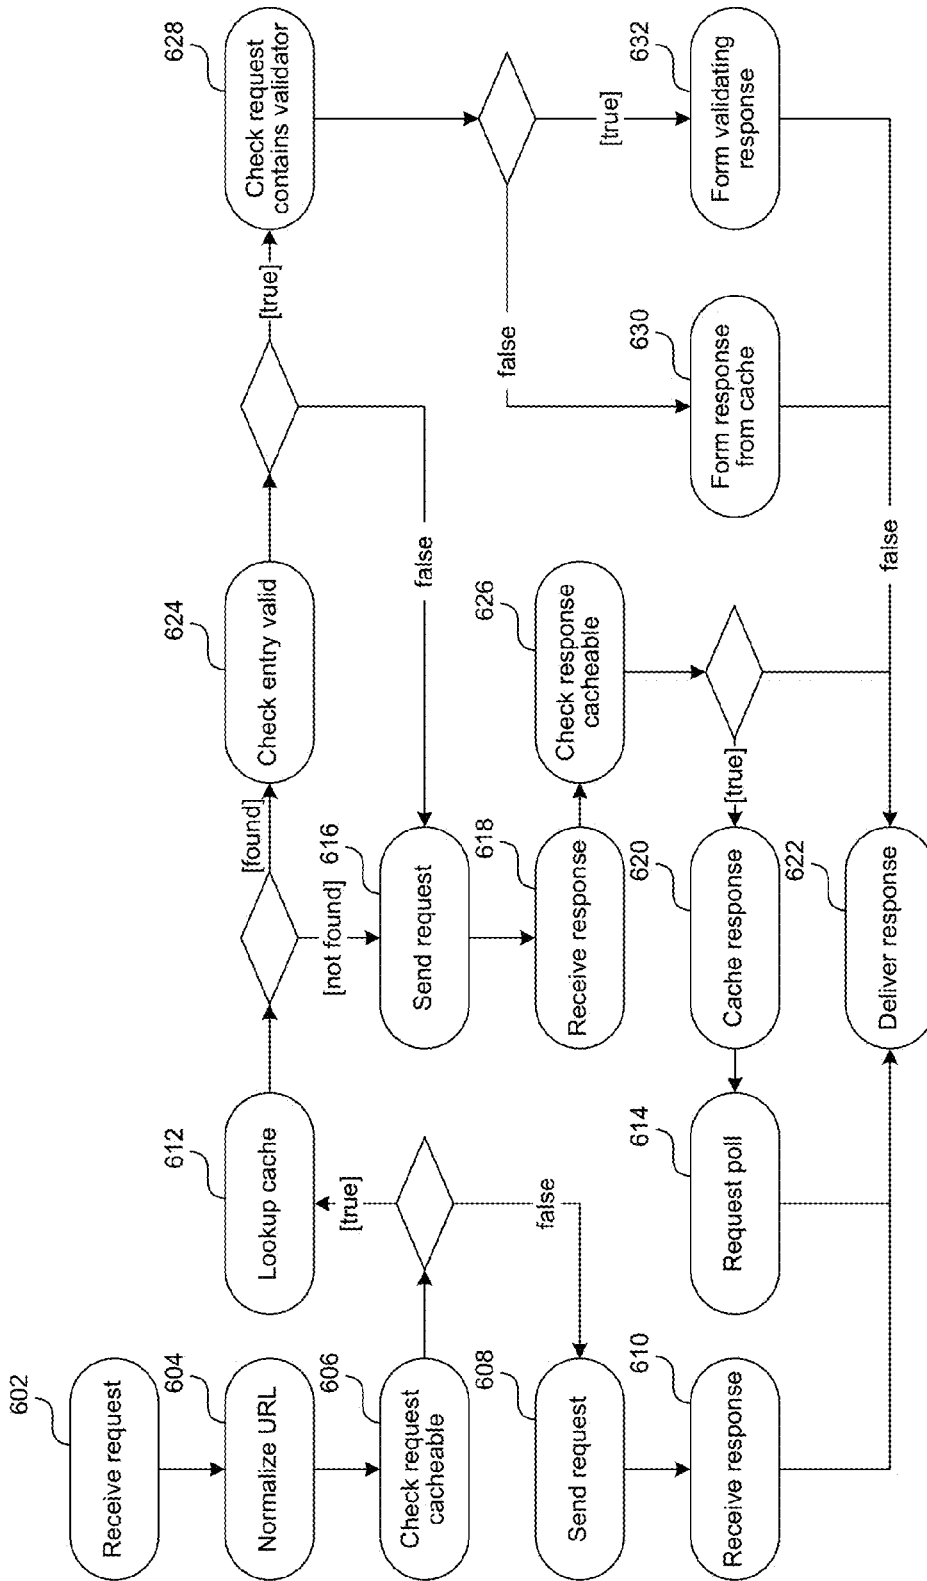 602
Receive request
604
Normalize URL
606
Check request
cacheable
[true]
false
608
Send request
610
Receive response
612
Lookup cache
[found]
[not found]
616
Send request
618
Receive response
614
Request poll
620
Cache response
622
Deliver response
624
Check entry valid
[true]
false
626
Check response
cacheable
[true]
false
628
Check request
contains validator
false
[true]
630
Form response
from cache
632
Form validating
response